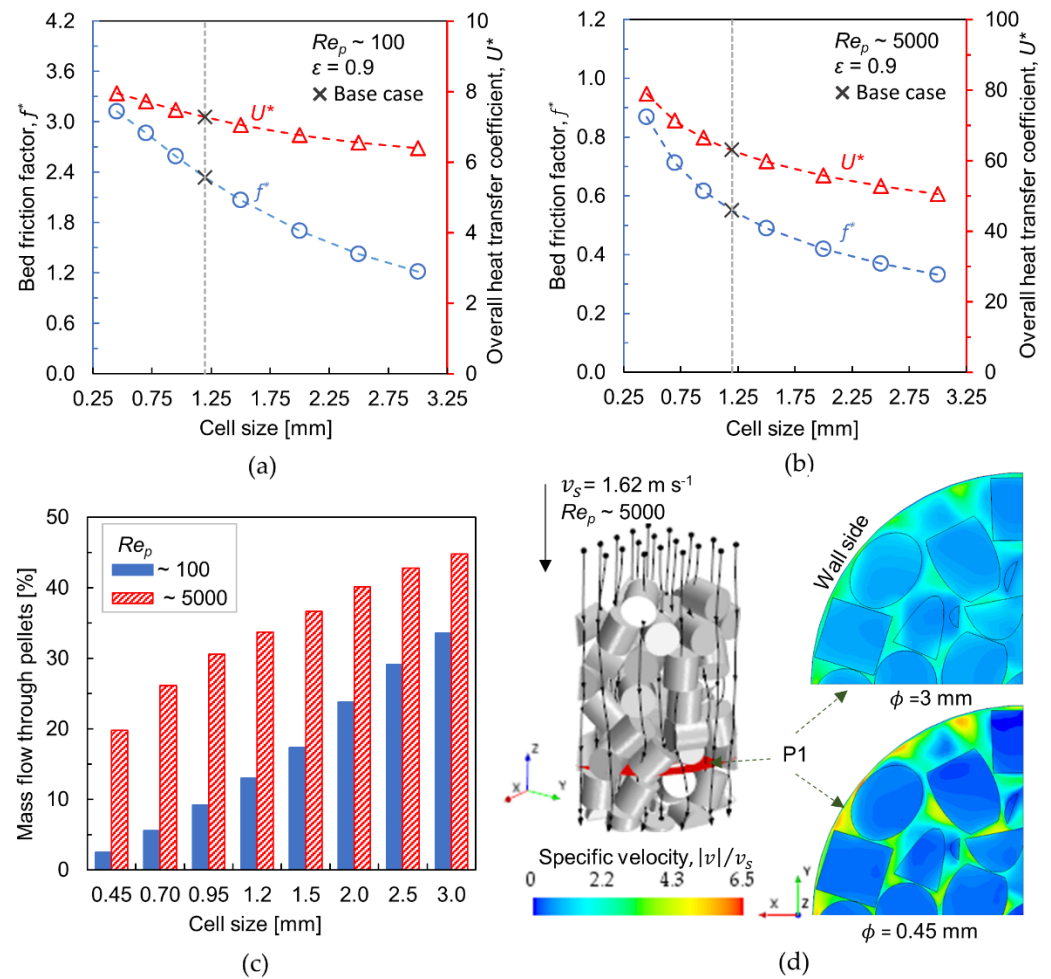 4.2
3.6
3.0
2.4
1.8
1.2
0.6
0.0
Bed friction factor, f*
10
8
6
4
2
0
Overall heat transfer coefficient, U*
Re_p ~ 100
ε = 0.9
× Base case
U*
f*
0.25 0.75 1.25 1.75 2.25 2.75 3.25
Cell size [mm]
(a)
1.2
1.0
0.8
0.6
0.4
0.2
0.0
Bed friction factor, f*
100
80
60
40
20
0
Overall heat transfer coefficient, U*
Re_p ~ 5000
ε = 0.9
× Base case
U*
f*
0.25 0.75 1.25 1.75 2.25 2.75 3.25
Cell size [mm]
(b)
50
40
30
20
10
0
Mass flow through pellets [%]
Re_p
~ 100
~ 5000
0.45 0.70 0.95 1.2 1.5 2.0 2.5 3.0
Cell size [mm]
(c)
v_s = 1.62 m s⁻¹
Re_p ~ 5000
Z
X
Y
Specific velocity, |v|/v_s
0 2.2 4.3 6.5
Wall side
ϕ =3 mm
P1
Y
X
Z
ϕ = 0.45 mm
(d)